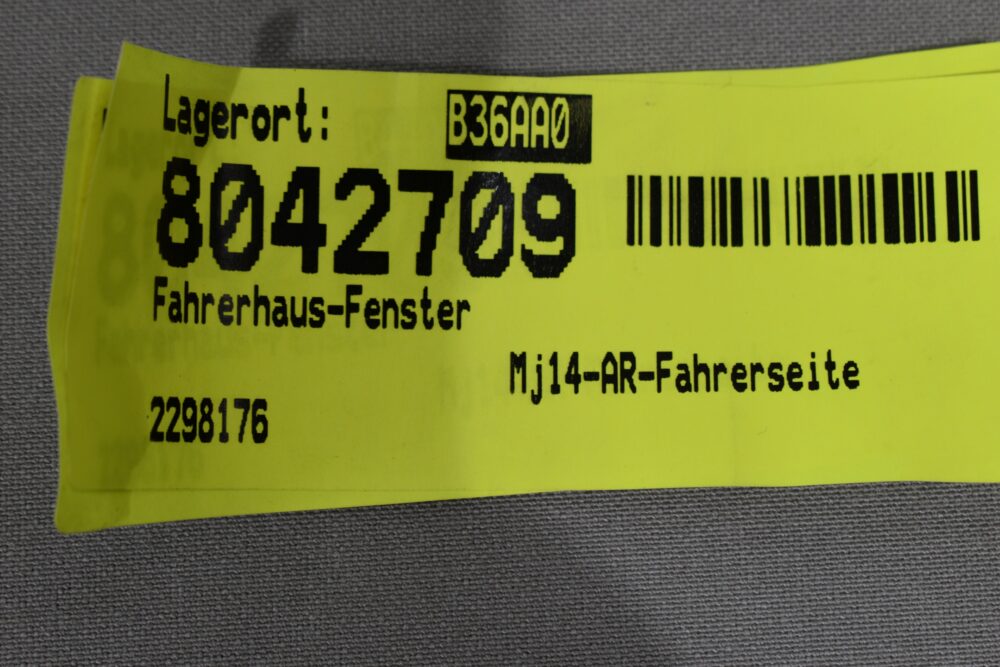 Lagerort: B36AA0
8042709
Fahrerhaus-Fenster
Mj14-AR-Fahrerseite
2298176